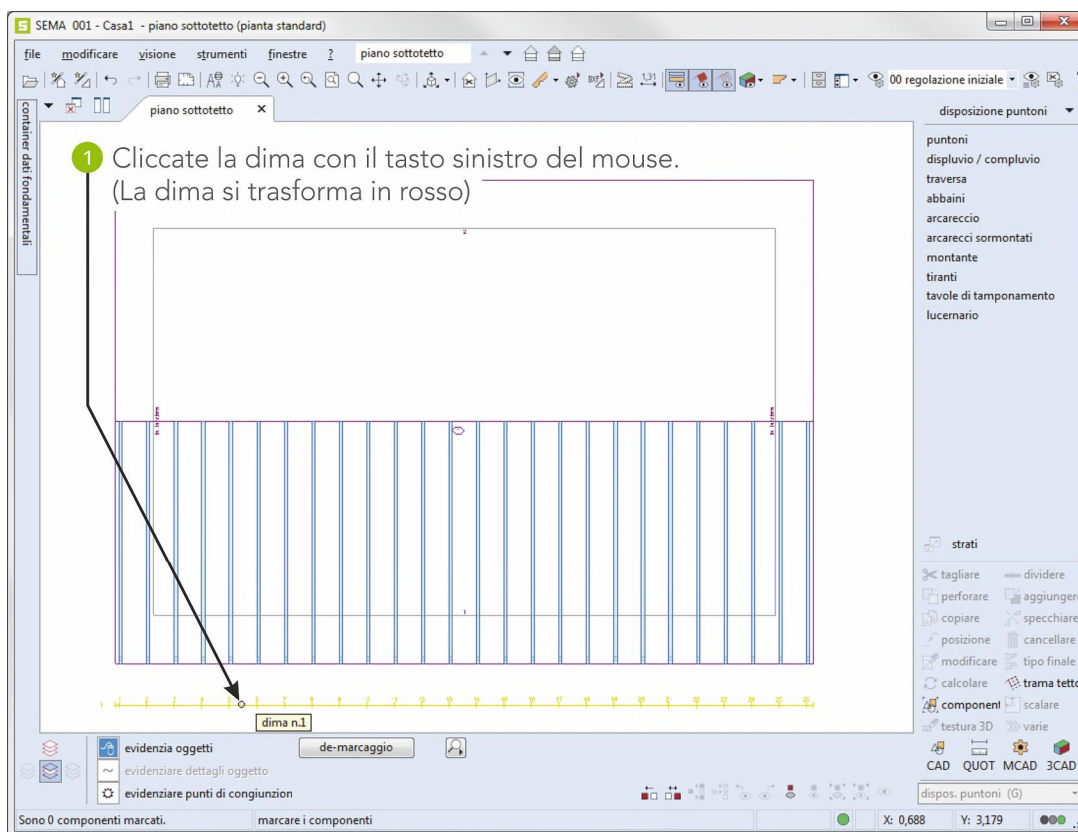 SEMA 001 - Casa1 - piano sottotetto (pianta standard)
file modificare visione strumenti finestre ? piano sottotetto
1,31 00 regolazione iniziale
container dati fondamentali
piano sottotetto
disposizione puntoni
1 Cliccate la dima con il tasto sinistro del mouse.
(La dima si trasforma in rosso)
puntoni
displuvio / compluvio
traversa
abbaini
arcareccio
arcarecci sormontati
montante
tiranti
tavole di tamponamento
lucernario
2
1
dima n.1
strati
tagliare dividere
perforare aggiungere
copiare specchiare
posizione cancellare
modificare tipo finale
calcolare trama tetto
component scalare
testura 3D varie
CAD QUOT MCAD 3CAD
evidenzia oggetti de-marcaggio
evidenziare dettagli oggetto
evidenziare punti di congiunzion
dispos. puntoni (G)
Sono 0 componenti marcati. marcare i componenti X: 0,688 Y: 3,179